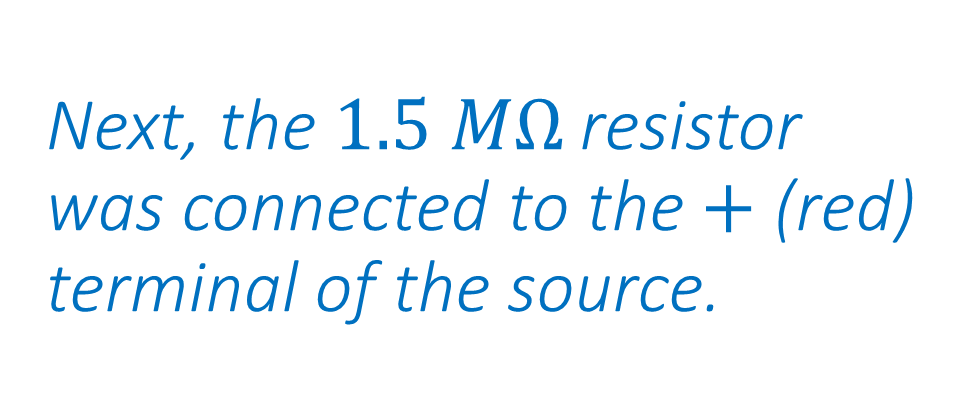 Next, the 1.5 MΩ resistor
was connected to the + (red)
terminal of the source.